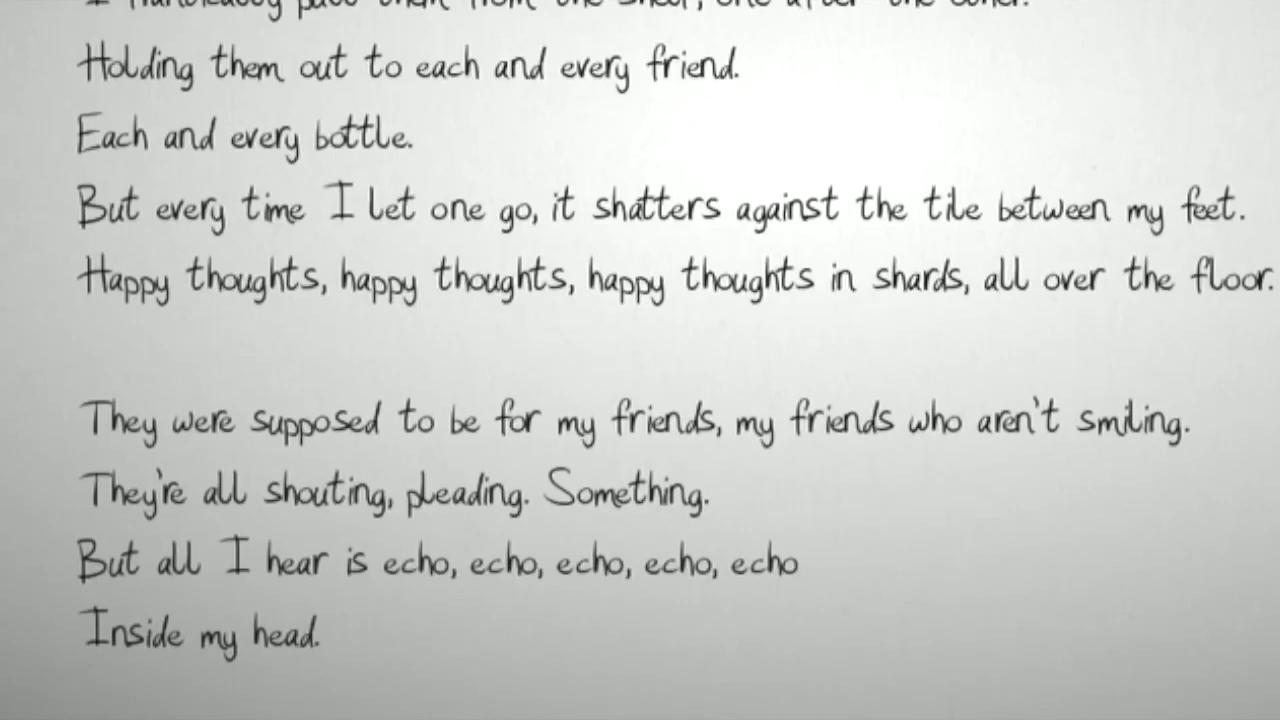 Holding them out to each and every friend.
Each and every bottle.
But every time I let one go, it shatters against the tile between my feet.
Happy thoughts, happy thoughts, happy thoughts in shards, all over the floor.
They were supposed to be for my friends, my friends who aren't smiling.
They're all shouting, pleading. Something.
But all I hear is echo, echo, echo, echo, echo
Inside my head.